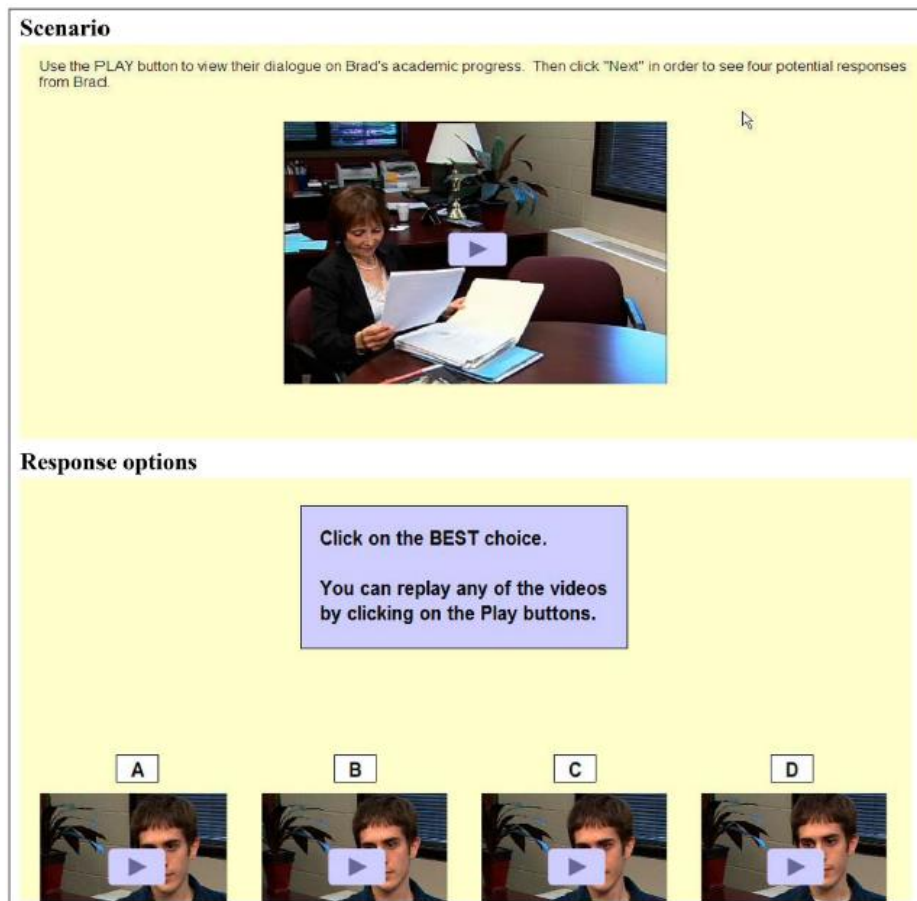 Scenario
Use the PLAY button to view their dialogue on Brad's academic progress. Then click "Next" in order to see four potential responses
from Brad.
Response options
Click on the BEST choice.
You can replay any of the videos
by clicking on the Play buttons.
A B C D